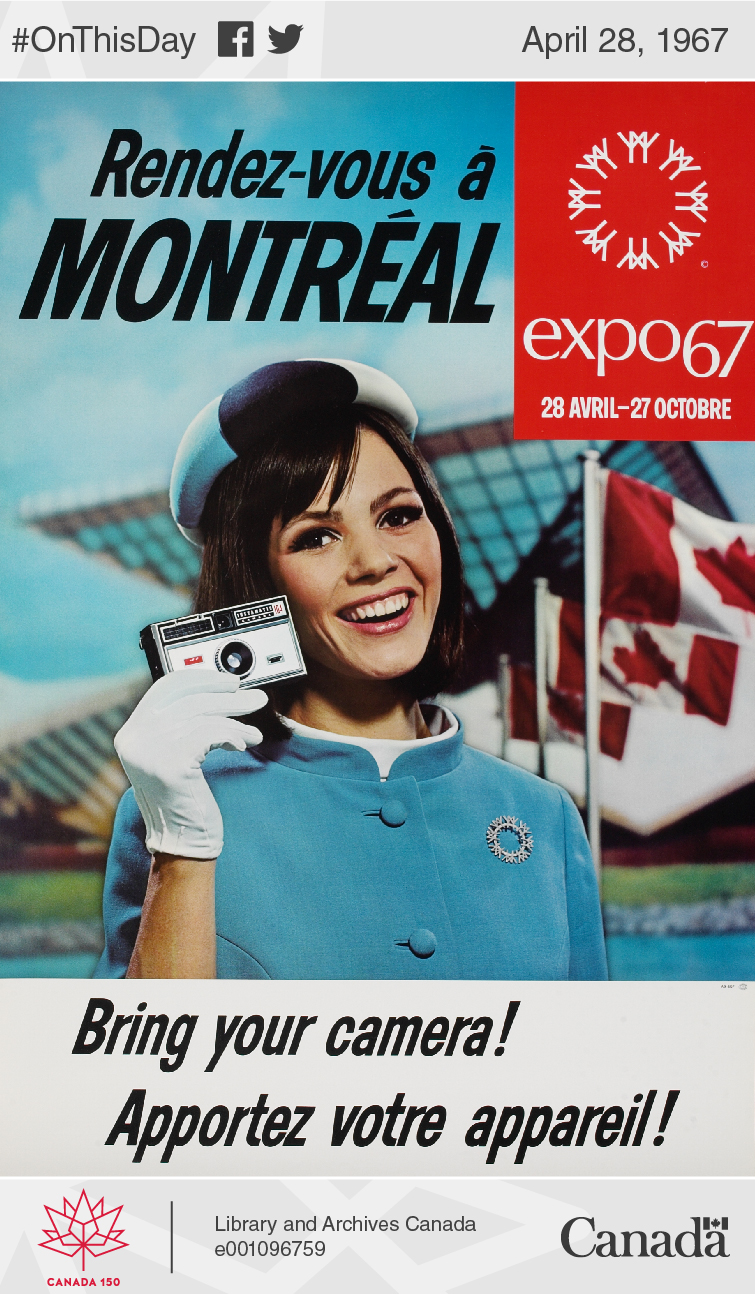 #OnThisDay
April 28, 1967
Rendez-vous à
MONTRÉAL
expo67
28 AVRIL–27 OCTOBRE
INSTAMATIC
Bring your camera!
Apportez votre appareil!
CANADA 150
Library and Archives Canada
e001096759
Canada